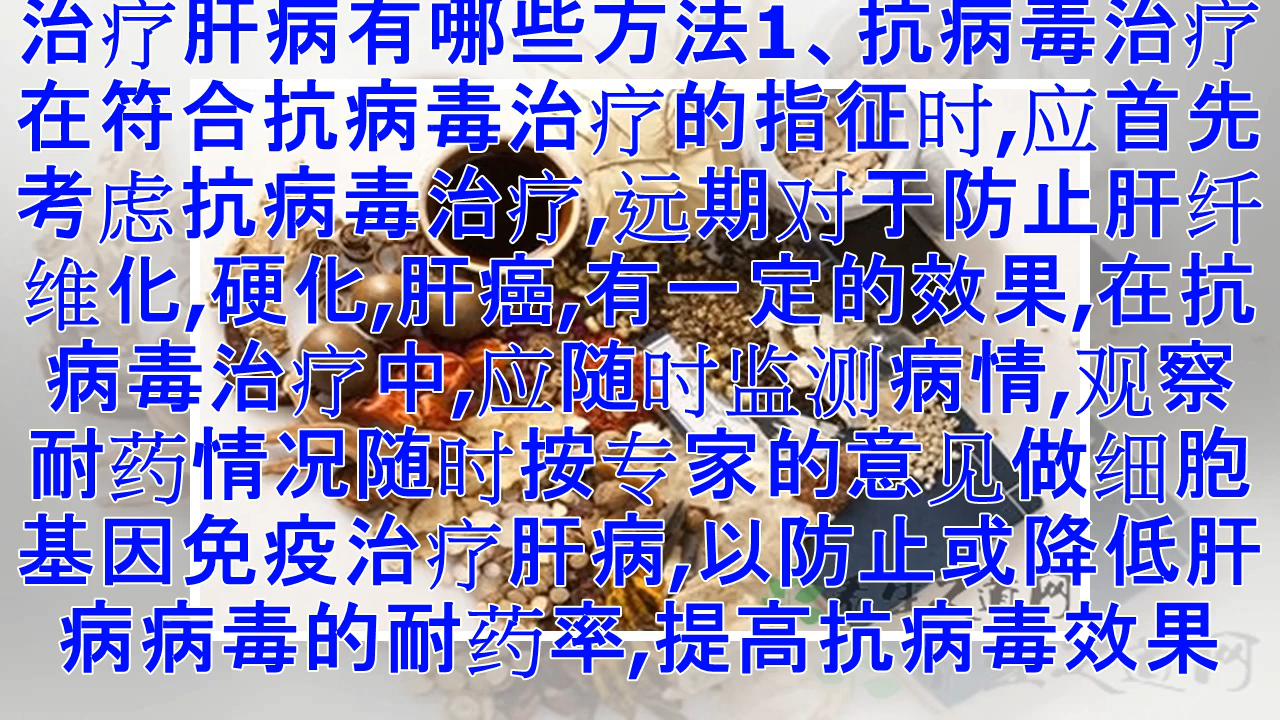 治疗肝病有哪些方法1、抗病毒治疗
在符合抗病毒治疗的指征时,应首先
考虑抗病毒治疗,远期对于防止肝纤
维化,硬化,肝癌,有一定的效果,在抗
病毒治疗中,应随时监测病情,观察
耐药情况随时按专家的意见做细胞
基因免疫治疗肝病,以防止或降低肝
病病毒的耐药率,提高抗病毒效果